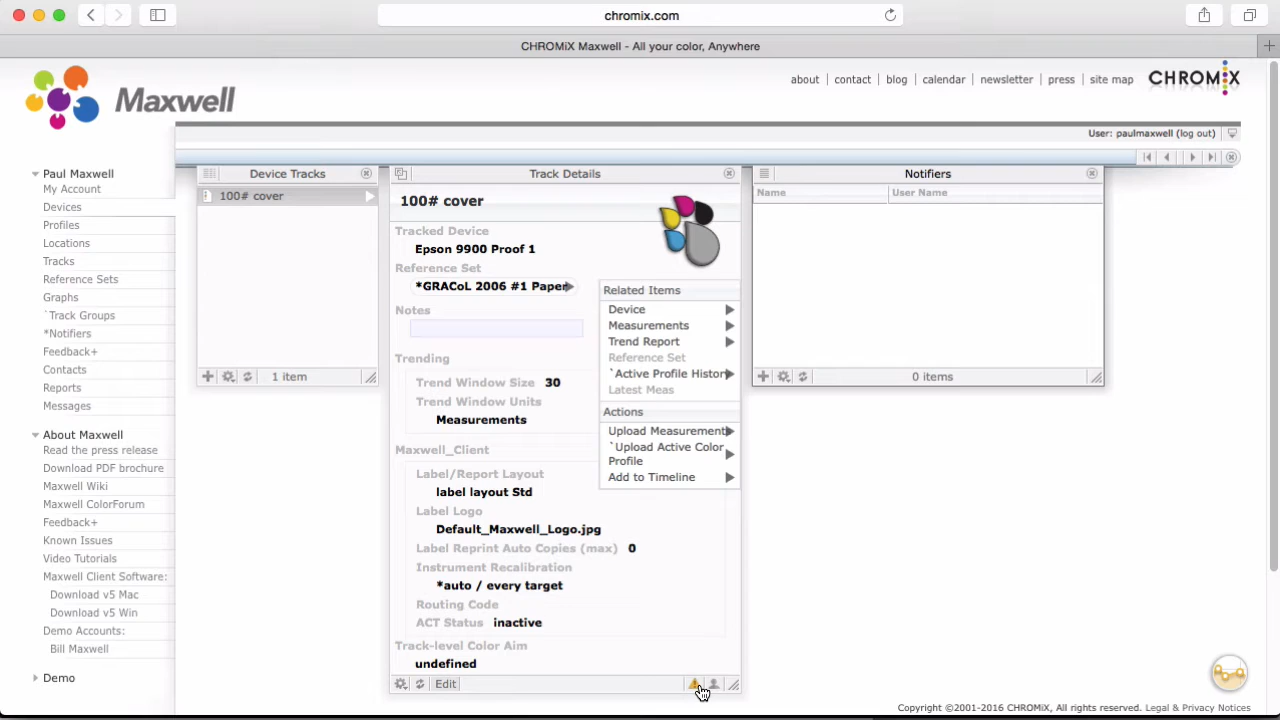 chromix.com
CHROMiX Maxwell - All your color, Anywhere
Maxwell
about
contact
blog
calendar
newsletter
press
site map
CHROMiX
User: paulmaxwell (log out)
Paul Maxwell
My Account
Devices
Profiles
Locations
Tracks
Reference Sets
Graphs
`Track Groups
*Notifiers
Feedback+
Contacts
Reports
Messages
About Maxwell
Read the press release
Download PDF brochure
Maxwell Wiki
Maxwell ColorForum
Feedback+
Known Issues
Video Tutorials
Maxwell Client Software:
Download v5 Mac
Download v5 Win
Demo Accounts:
Bill Maxwell
Demo
Device Tracks
100# cover
1 item
Track Details
100# cover
Tracked Device
Epson 9900 Proof 1
Reference Set
*GRACoL 2006 #1 Paper
Notes
Trending
Trend Window Size 30
Trend Window Units
Measurements
Maxwell_Client
Label/Report Layout
label layout Std
Label Logo
Default_Maxwell_Logo.jpg
Label Reprint Auto Copies (max) 0
Instrument Recalibration
*auto / every target
Routing Code
ACT Status inactive
Track-level Color Aim
undefined
Edit
Related Items
Device
Measurements
Trend Report
Reference Set
`Active Profile History
Latest Meas
Actions
Upload Measurement
`Upload Active Color
Profile
Add to Timeline
Notifiers
Name
User Name
0 items
Copyright ©2001-2016 CHROMiX, All rights reserved. Legal & Privacy Notices